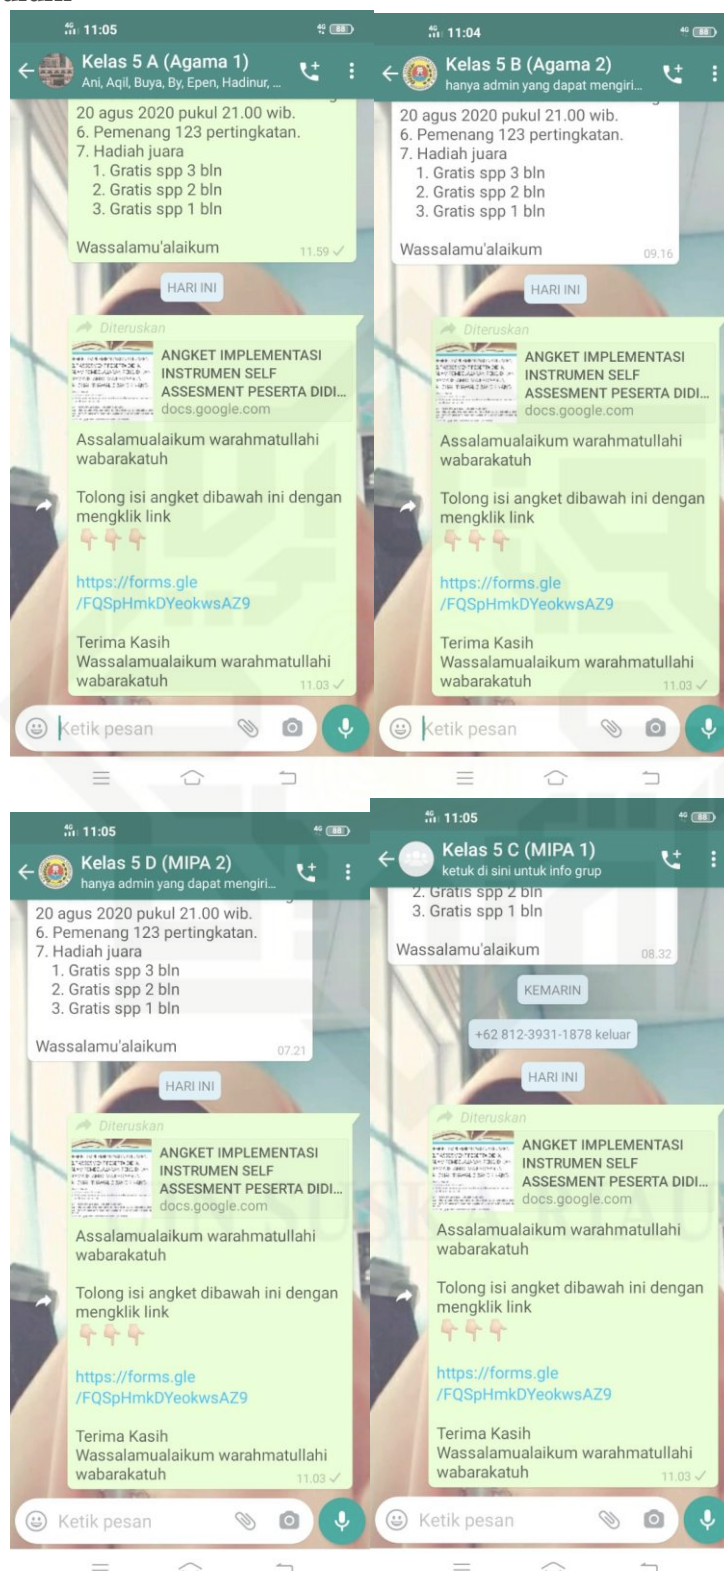 11:05
Kelas 5 A (Agama 1)
Ani, Aqil, Buya, By, Epen, Hadinur, ...
20 agus 2020 pukul 21.00 wib.
6. Pemenang 123 pertingkatan.
7. Hadiah juara
1. Gratis spp 3 bln
2. Gratis spp 2 bln
3. Gratis spp 1 bln
Wassalamu'alaikum
11.59
HARI INI
Diteruskan
ANGKET IMPLEMENTASI
INSTRUMEN SELF
ASSESMENT PESERTA DIDI...
docs.google.com
Assalamualaikum warahmatullahi
wabarakatuh
Tolong isi angket dibawah ini dengan
mengklik link
https://forms.gle
/FQSpHmkDYeokwsAZ9
Terima Kasih
Wassalamualaikum warahmatullahi
wabarakatuh
11.03
Ketik pesan
11:04
Kelas 5 B (Agama 2)
hanya admin yang dapat mengiri...
20 agus 2020 pukul 21.00 wib.
6. Pemenang 123 pertingkatan.
7. Hadiah juara
1. Gratis spp 3 bln
2. Gratis spp 2 bln
3. Gratis spp 1 bln
Wassalamu'alaikum
09.16
HARI INI
Diteruskan
ANGKET IMPLEMENTASI
INSTRUMEN SELF
ASSESMENT PESERTA DIDI...
docs.google.com
Assalamualaikum warahmatullahi
wabarakatuh
Tolong isi angket dibawah ini dengan
mengklik link
https://forms.gle
/FQSpHmkDYeokwsAZ9
Terima Kasih
Wassalamualaikum warahmatullahi
wabarakatuh
11.03
Ketik pesan
11:05
Kelas 5 D (MIPA 2)
hanya admin yang dapat mengiri...
20 agus 2020 pukul 21.00 wib.
6. Pemenang 123 pertingkatan.
7. Hadiah juara
1. Gratis spp 3 bln
2. Gratis spp 2 bln
3. Gratis spp 1 bln
Wassalamu'alaikum
07.21
HARI INI
Diteruskan
ANGKET IMPLEMENTASI
INSTRUMEN SELF
ASSESMENT PESERTA DIDI...
docs.google.com
Assalamualaikum warahmatullahi
wabarakatuh
Tolong isi angket dibawah ini dengan
mengklik link
https://forms.gle
/FQSpHmkDYeokwsAZ9
Terima Kasih
Wassalamualaikum warahmatullahi
wabarakatuh
11.03
Ketik pesan
11:05
Kelas 5 C (MIPA 1)
ketuk di sini untuk info grup
2. Gratis spp 2 bln
3. Gratis spp 1 bln
Wassalamu'alaikum
08.32
KEMARIN
+62 812-3931-1878 keluar
HARI INI
Diteruskan
ANGKET IMPLEMENTASI
INSTRUMEN SELF
ASSESMENT PESERTA DIDI...
docs.google.com
Assalamualaikum warahmatullahi
wabarakatuh
Tolong isi angket dibawah ini dengan
mengklik link
https://forms.gle
/FQSpHmkDYeokwsAZ9
Terima Kasih
Wassalamualaikum warahmatullahi
wabarakatuh
11.03
Ketik pesan